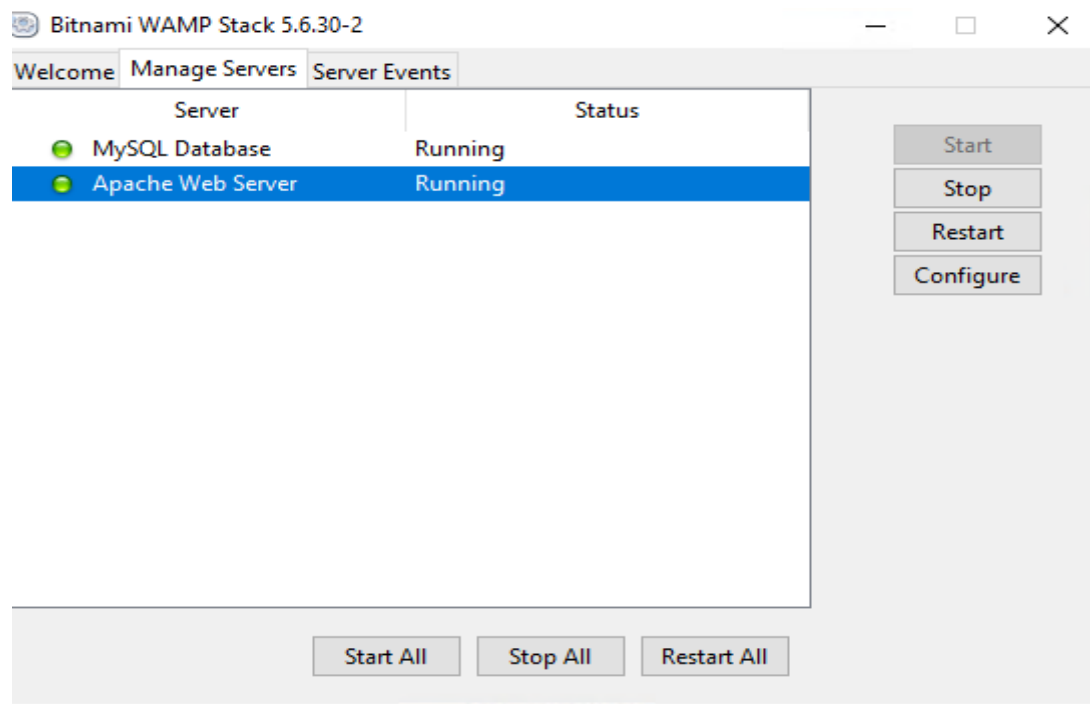 Bitnami WAMP Stack 5.6.30-2
Welcome Manage Servers Server Events
Server Status
MySQL Database Running
Apache Web Server Running
Start
Stop
Restart
Configure
Start All Stop All Restart All